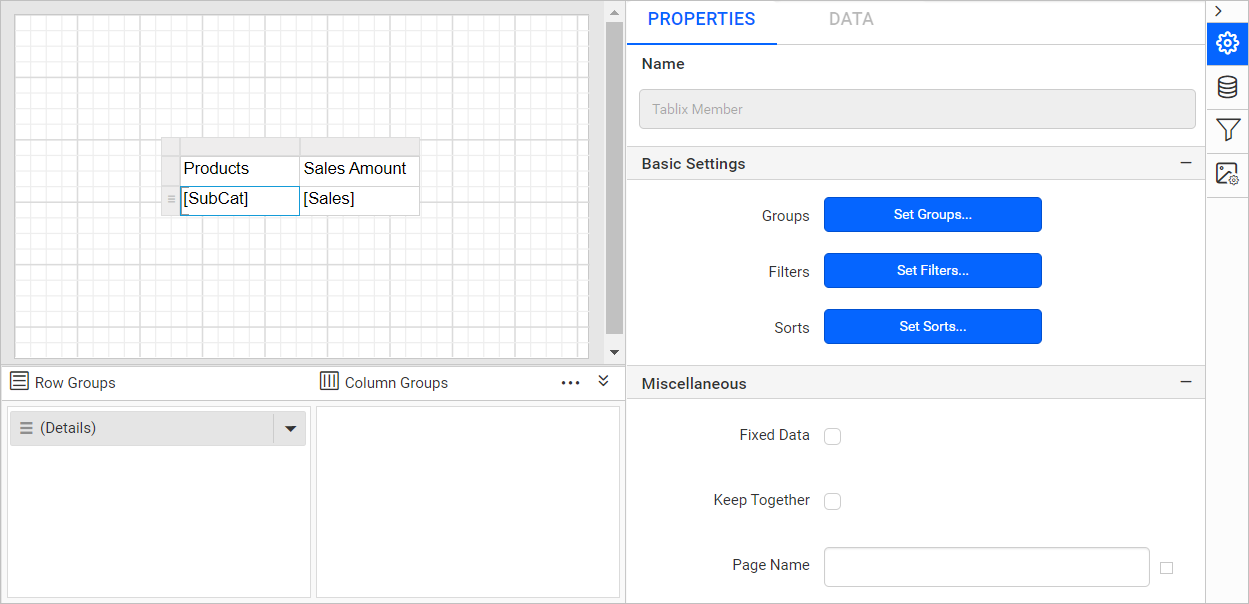 Products Sales Amount
[SubCat] [Sales]
Row Groups Column Groups
(Details)
PROPERTIES DATA
Name
Tablix Member
Basic Settings
Groups Set Groups...
Filters Set Filters...
Sorts Set Sorts...
Miscellaneous
Fixed Data
Keep Together
Page Name